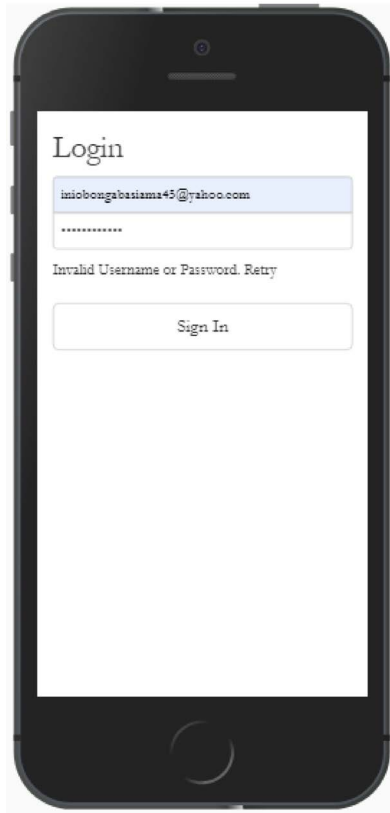 Login
iniobongabasiama45@yahoo.com
••••••••••••
Invalid Username or Password. Retry
Sign In